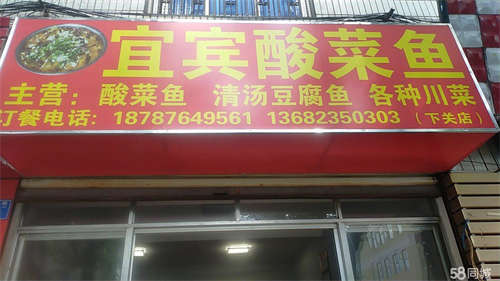 宜宾酸菜鱼
主营: 酸菜鱼 清汤豆腐鱼 各种川菜
订餐电话: 18787649561 13682350303 (下关店)
58同城